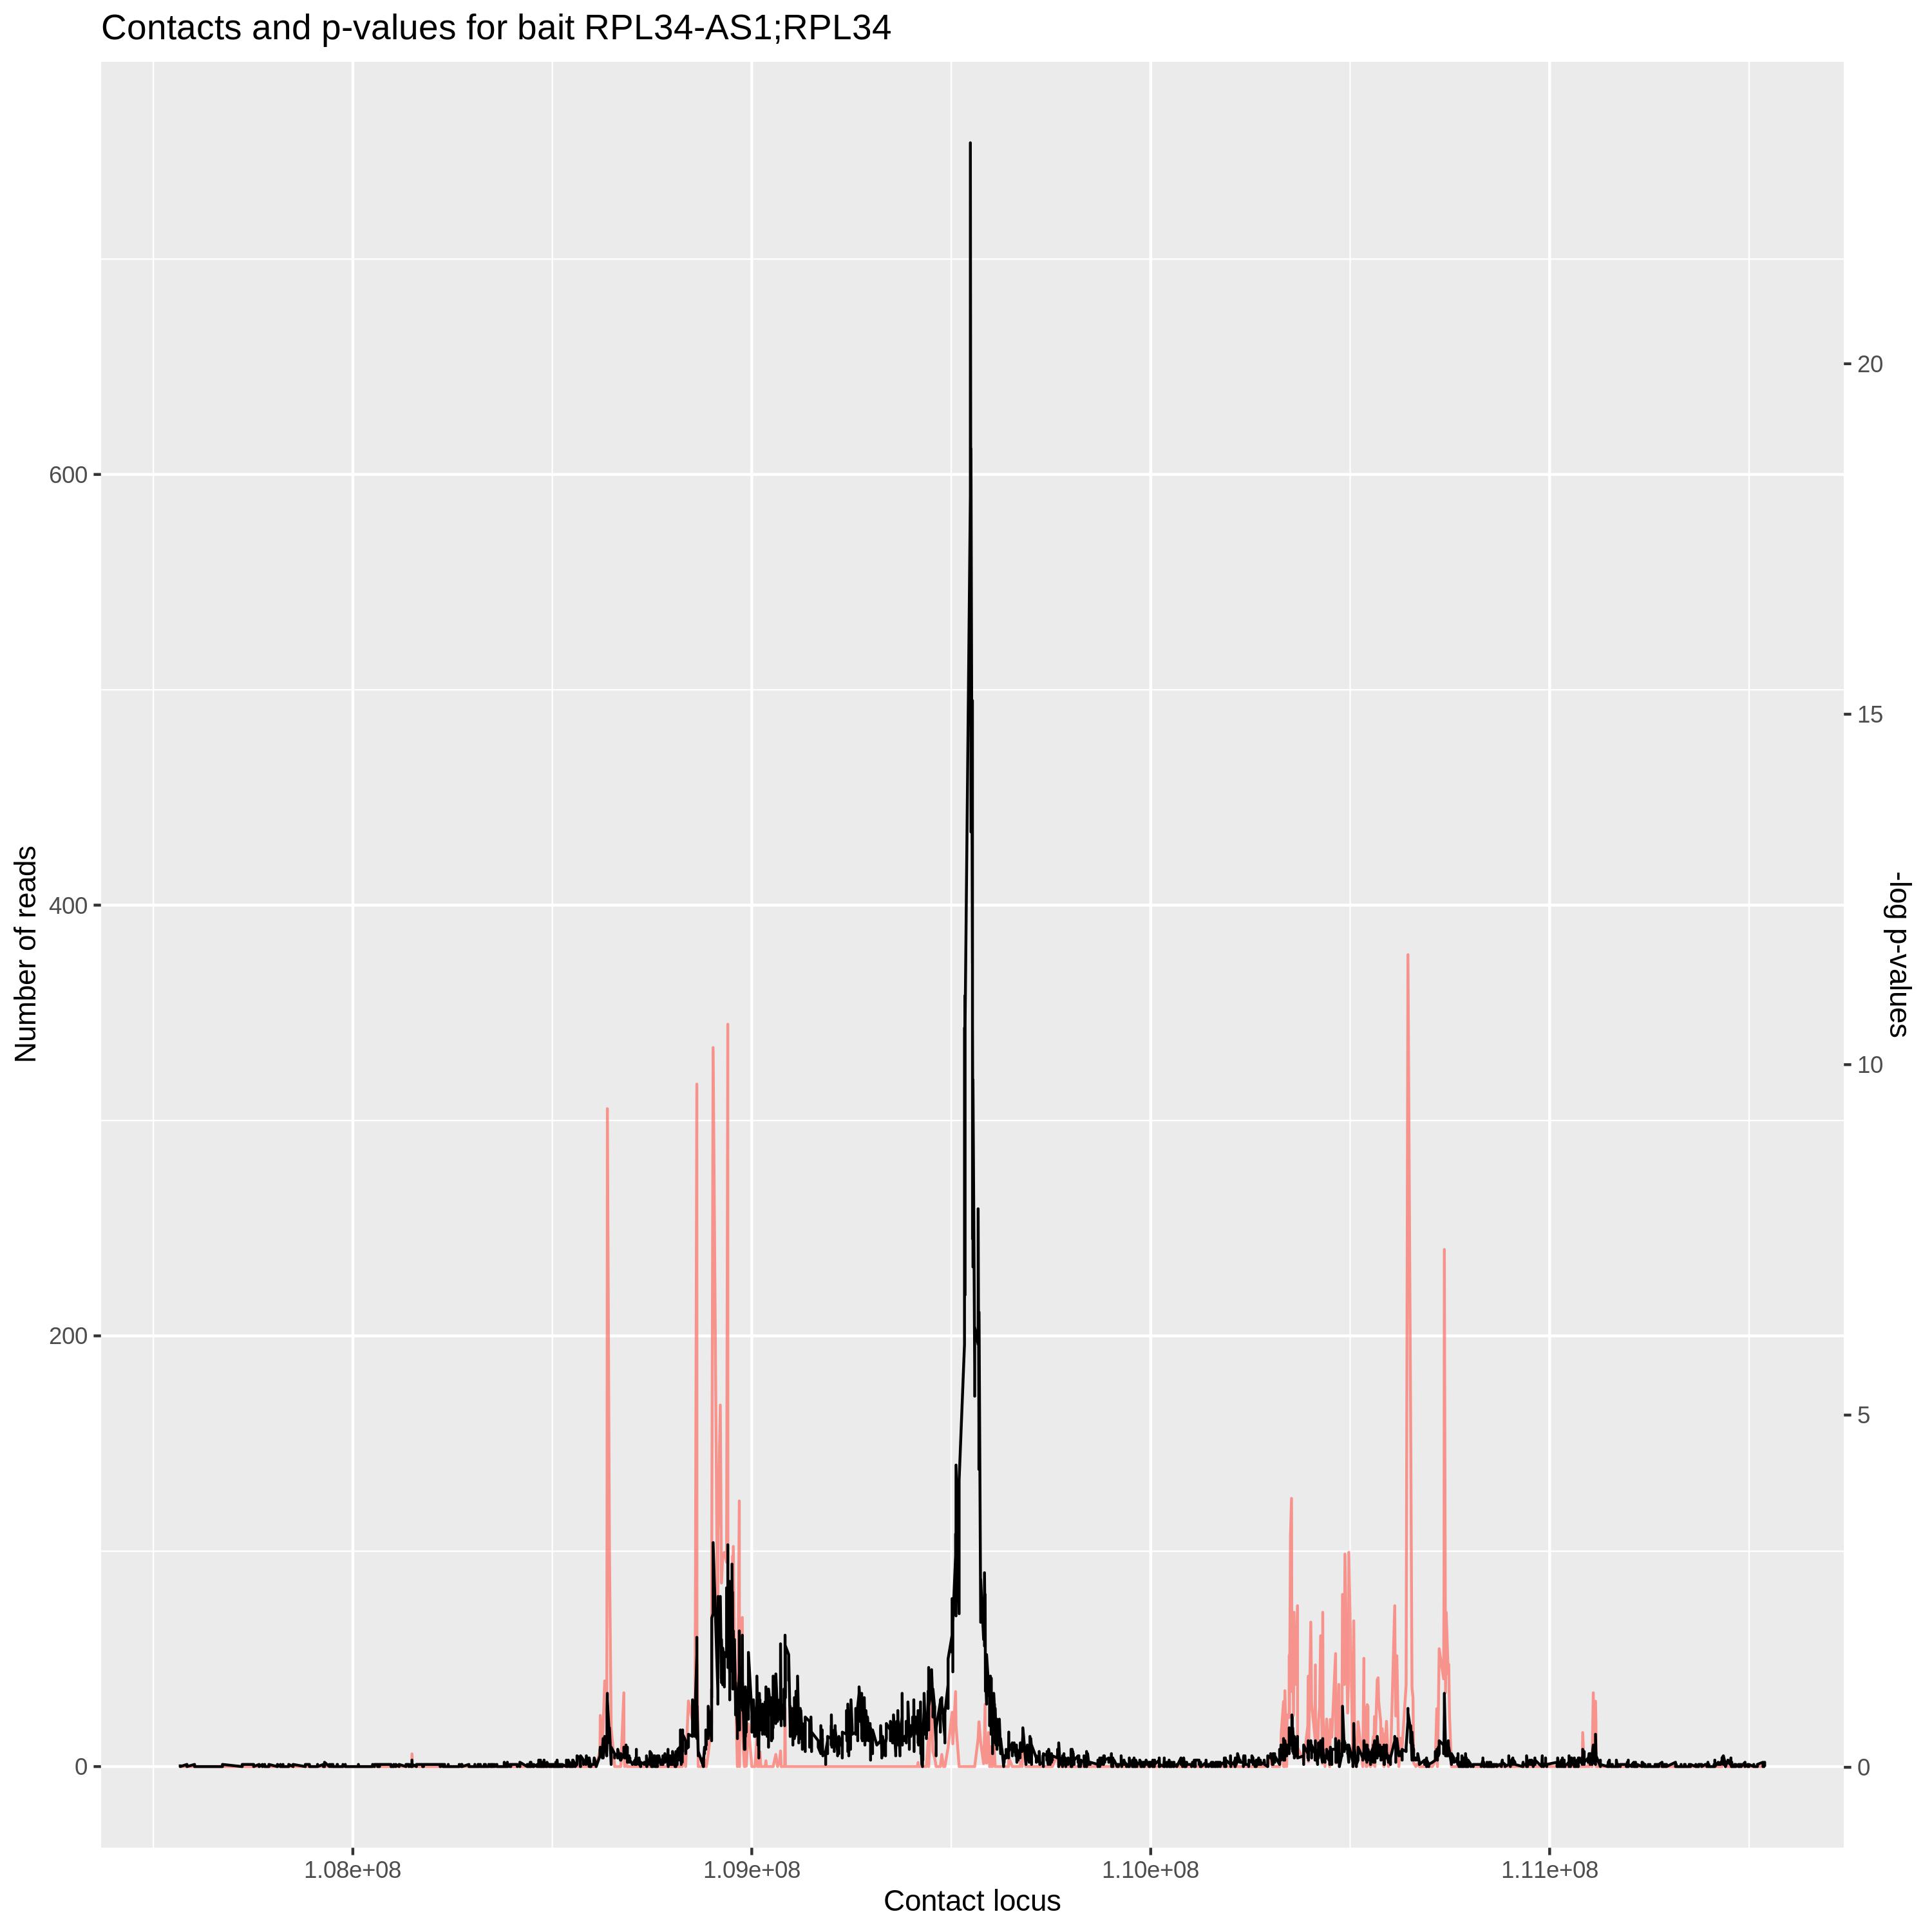 Contacts and p-values for bait RPL34-AS1;RPL34
Number of reads
600
400
200
0
20
15
10
5
0
-log p-values
1.08e+08 1.09e+08 1.10e+08 1.11e+08
Contact locus